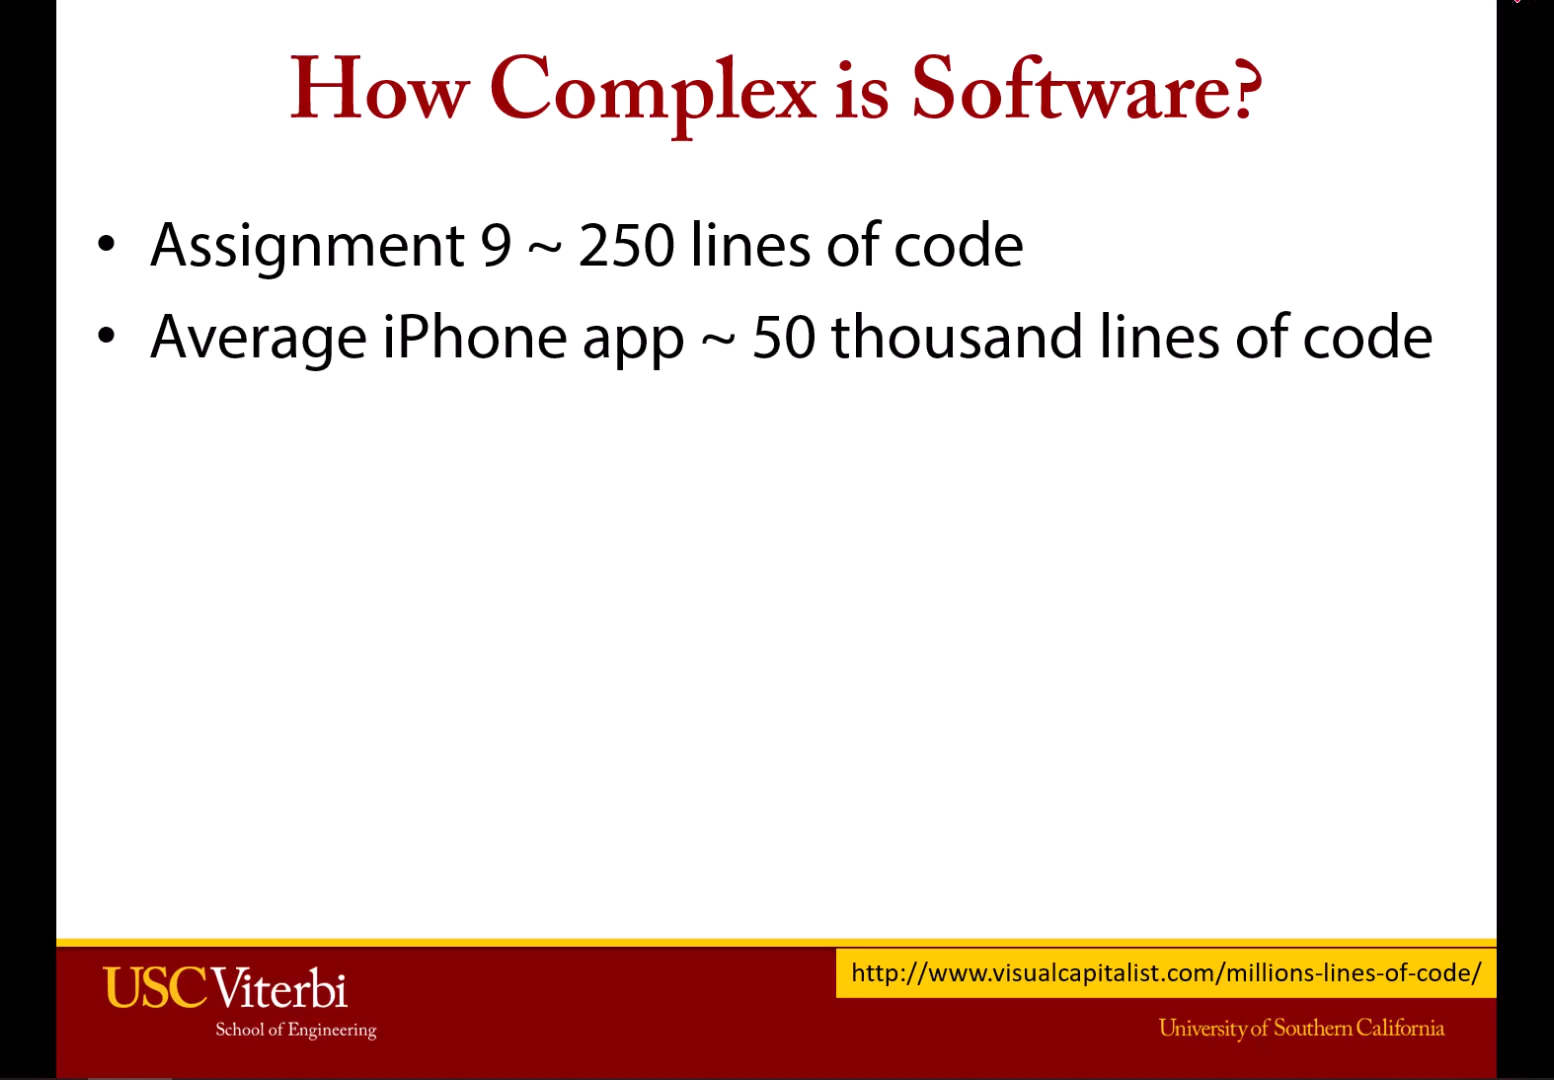 How Complex is Software?
• Assignment 9 ~ 250 lines of code
• Average iPhone app ~ 50 thousand lines of code
http://www.visualcapitalist.com/millions-lines-of-code/
USC Viterbi
School of Engineering
University of Southern California